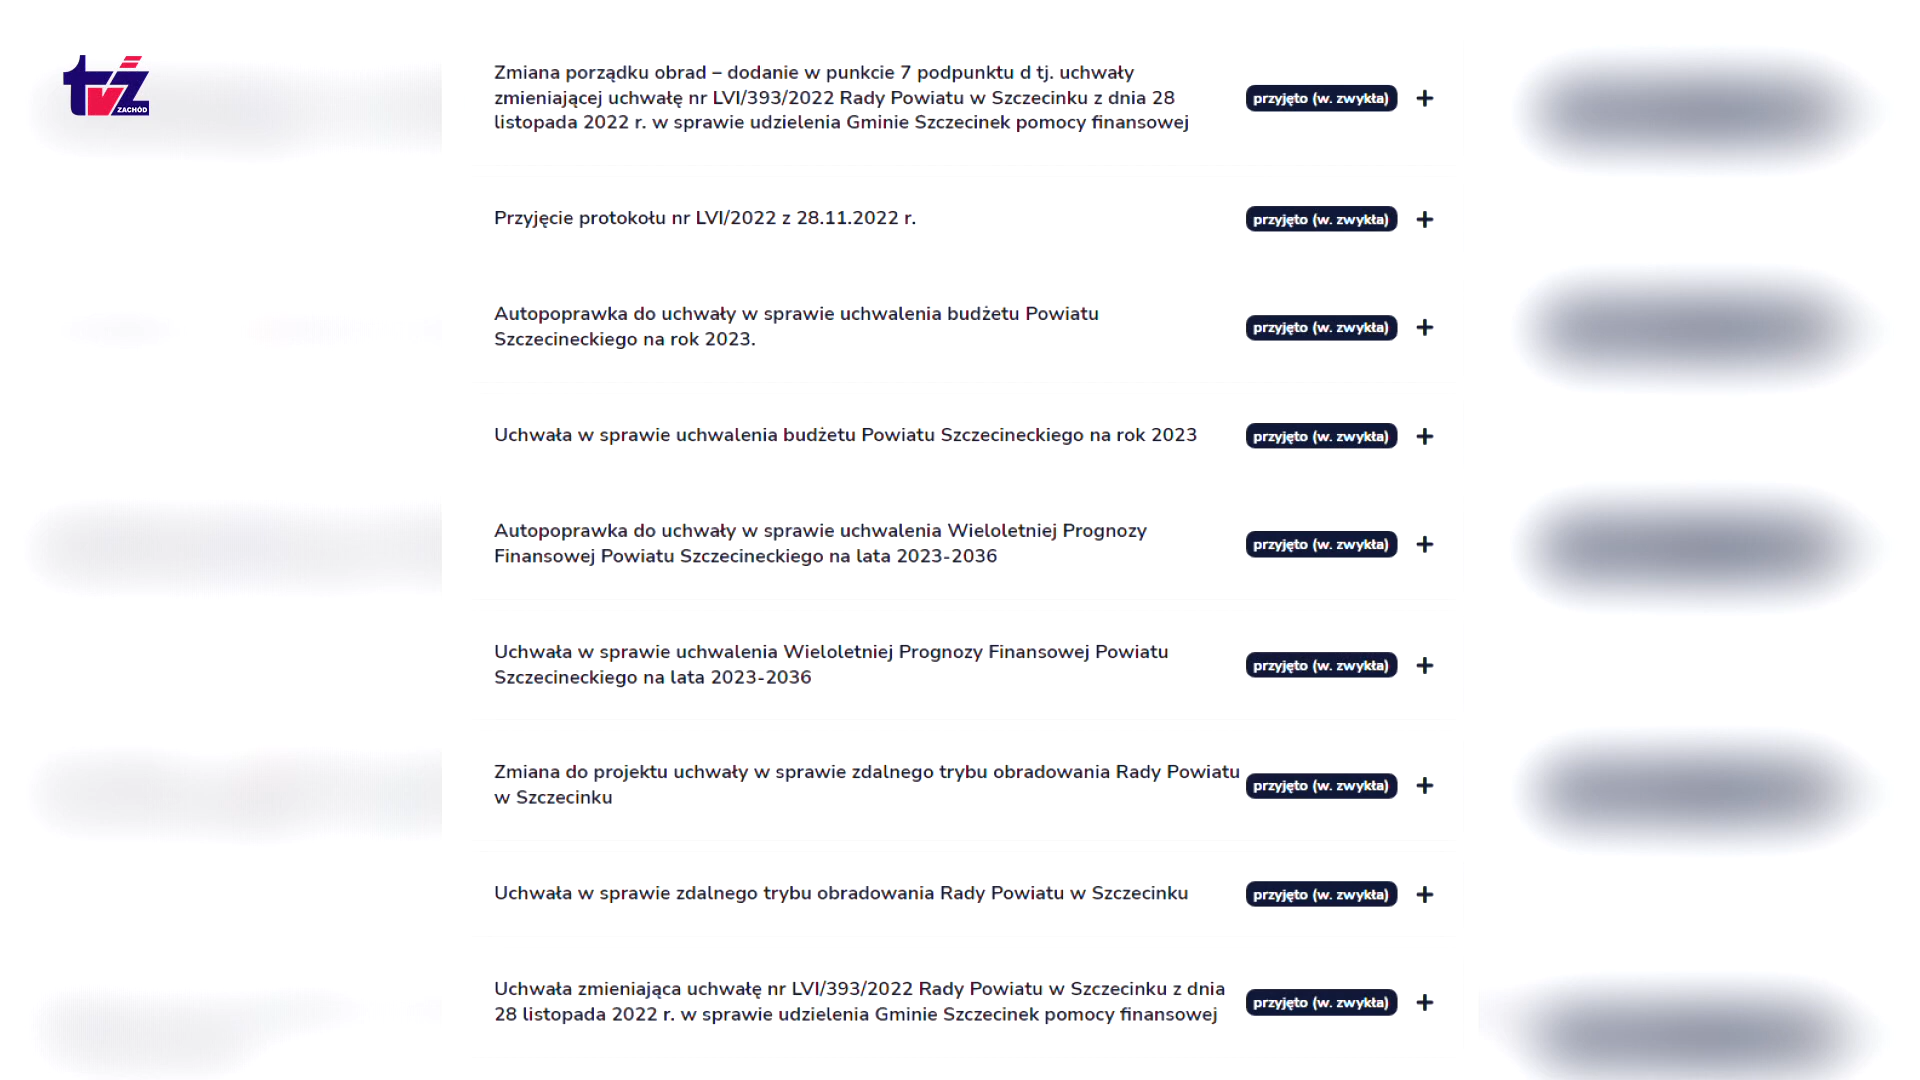 tvż
ZACHÓD
Zmiana porządku obrad – dodanie w punkcie 7 podpunktu d tj. uchwały
zmieniającej uchwałę nr LVI/393/2022 Rady Powiatu w Szczecinku z dnia 28
listopada 2022 r. w sprawie udzielenia Gminie Szczecinek pomocy finansowej
przyjęto (w. zwykła) +
Przyjęcie protokołu nr LVI/2022 z 28.11.2022 r.
przyjęto (w. zwykła) +
Autopoprawka do uchwały w sprawie uchwalenia budżetu Powiatu
Szczecineckiego na rok 2023.
przyjęto (w. zwykła) +
Uchwała w sprawie uchwalenia budżetu Powiatu Szczecineckiego na rok 2023
przyjęto (w. zwykła) +
Autopoprawka do uchwały w sprawie uchwalenia Wieloletniej Prognozy
Finansowej Powiatu Szczecineckiego na lata 2023-2036
przyjęto (w. zwykła) +
Uchwała w sprawie uchwalenia Wieloletniej Prognozy Finansowej Powiatu
Szczecineckiego na lata 2023-2036
przyjęto (w. zwykła) +
Zmiana do projektu uchwały w sprawie zdalnego trybu obradowania Rady Powiatu
w Szczecinku
przyjęto (w. zwykła) +
Uchwała w sprawie zdalnego trybu obradowania Rady Powiatu w Szczecinku
przyjęto (w. zwykła) +
Uchwała zmieniająca uchwałę nr LVI/393/2022 Rady Powiatu w Szczecinku z dnia
28 listopada 2022 r. w sprawie udzielenia Gminie Szczecinek pomocy finansowej
przyjęto (w. zwykła) +